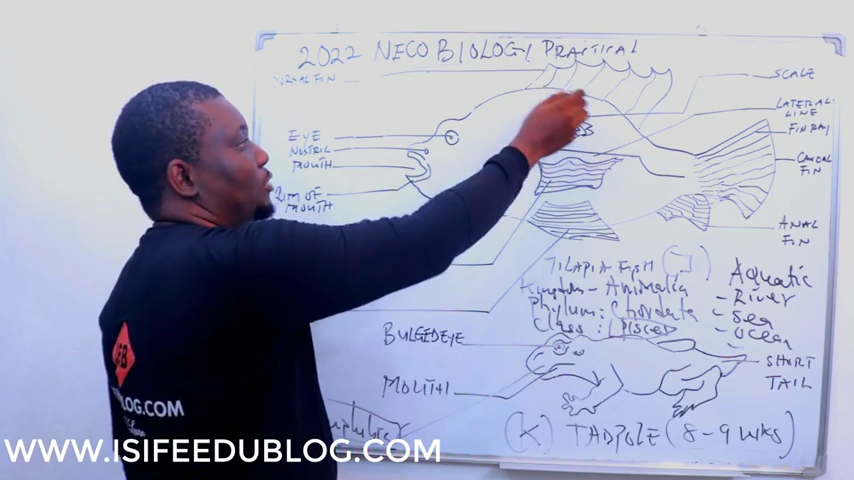 2022 NECO BIOLOGY PRACTICAL
DORSAL FIN
SCALE
LATERAL
LINE
EYE
NOSTRIL
MOUTH
RIM OF
MOUTH
FIN RAY
CAUDAL
FIN
ANAL
FIN
TILAPIA FISH
Kingdom - Animalia
Phylum: Chordata
Class: Pisces
Aquatic
- River
- Sea
- Ocean
BULGED EYE
MOUTH
SHORT
TAIL
(K) TADPOLE (8-9 wks)
.COM
WWW.ISIFEEDUBLOG.COM